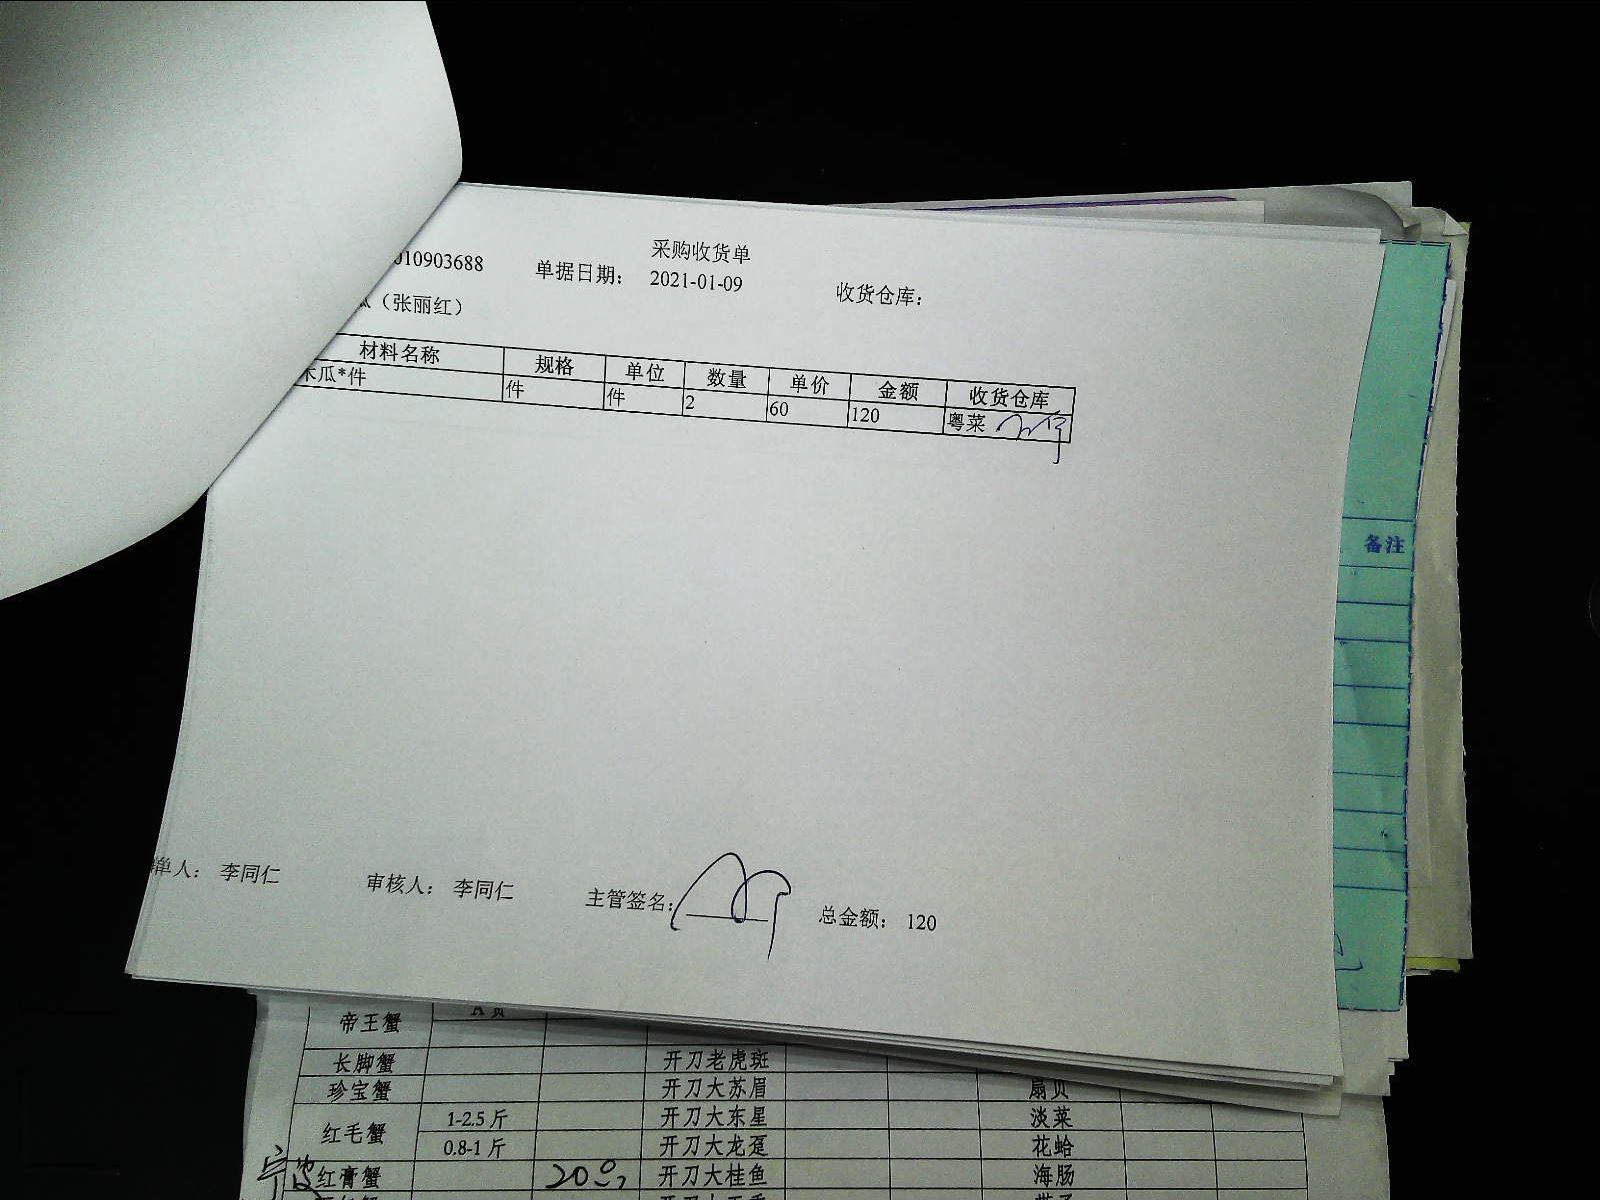 采购收货单
010903688 单据日期： 2021-01-09 收货仓库：
（张丽红）
材料名称 规格 单位 数量 单价 金额 收货仓库
木瓜*件 件 件 2 60 120 粤菜
单人： 李同仁 审核人： 李同仁 主管签名： 总金额： 120
备注
帝王蟹
长脚蟹 开刀老虎斑
珍宝蟹 开刀大苏眉 扇贝
红毛蟹 1-2.5 斤 开刀大东星 淡菜
0.8-1 斤 开刀大龙趸 花蛤
宁波 红膏蟹 开刀大桂鱼 海肠